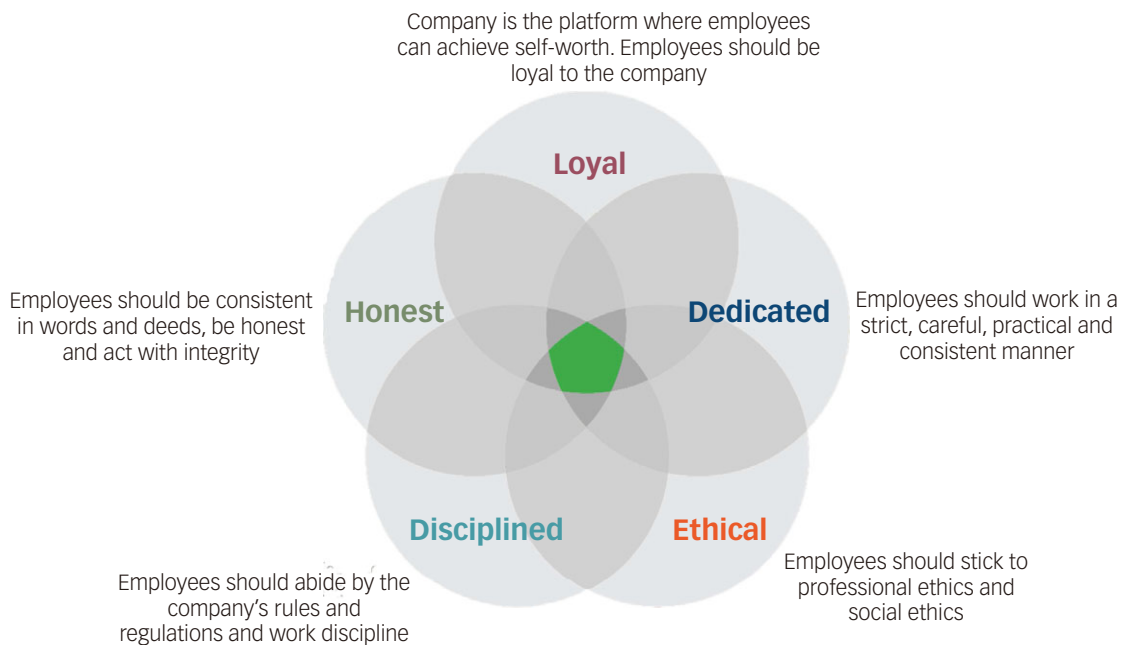 Company is the platform where employees
can achieve self-worth. Employees should be
loyal to the company
Loyal
Honest
Employees should be consistent
in words and deeds, be honest
and act with integrity
Dedicated
Employees should work in a
strict, careful, practical and
consistent manner
Disciplined
Employees should abide by the
company's rules and
regulations and work discipline
Ethical
Employees should stick to
professional ethics and
social ethics